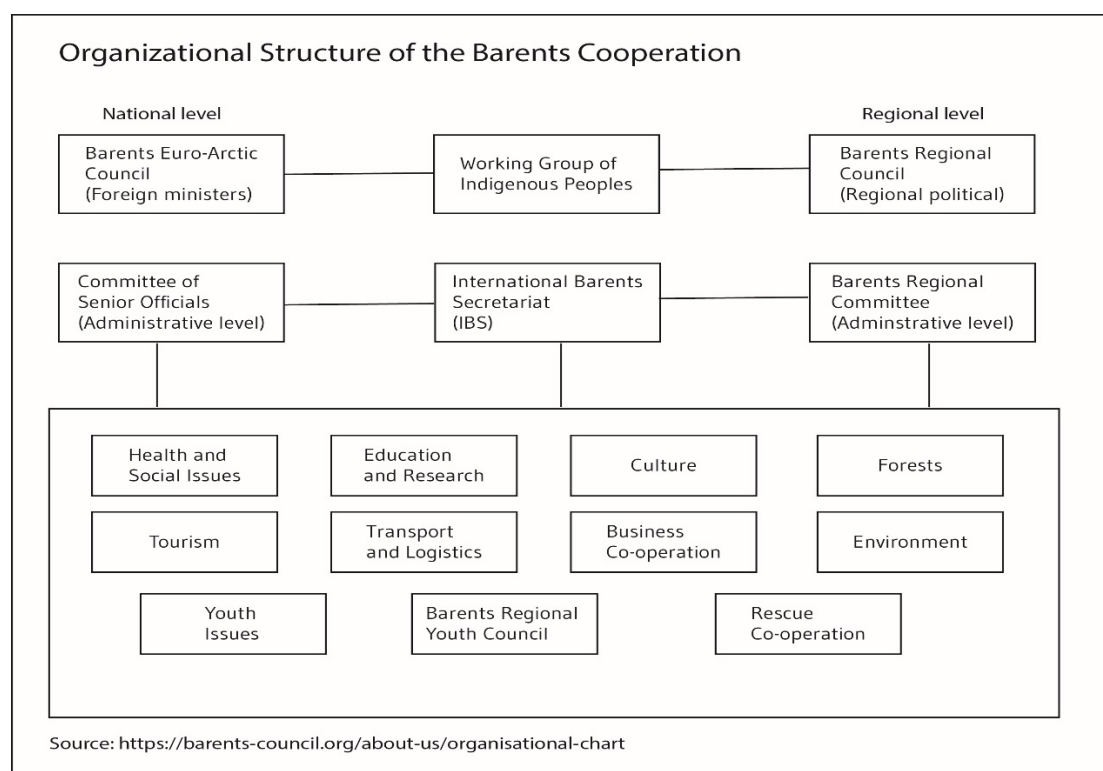 Organizational Structure of the Barents Cooperation
National level
Regional level
Barents Euro-Arctic
Council
(Foreign ministers)
Working Group of
Indigenous Peoples
Barents Regional
Council
(Regional political)
Committee of
Senior Officials
(Administrative level)
International Barents
Secretariat
(IBS)
Barents Regional
Committee
(Adminstrative level)
Health and
Social Issues
Education
and Research
Culture
Forests
Tourism
Transport
and Logistics
Business
Co-operation
Environment
Youth
Issues
Barents Regional
Youth Council
Rescue
Co-operation
Source: https://barents-council.org/about-us/organisational-chart